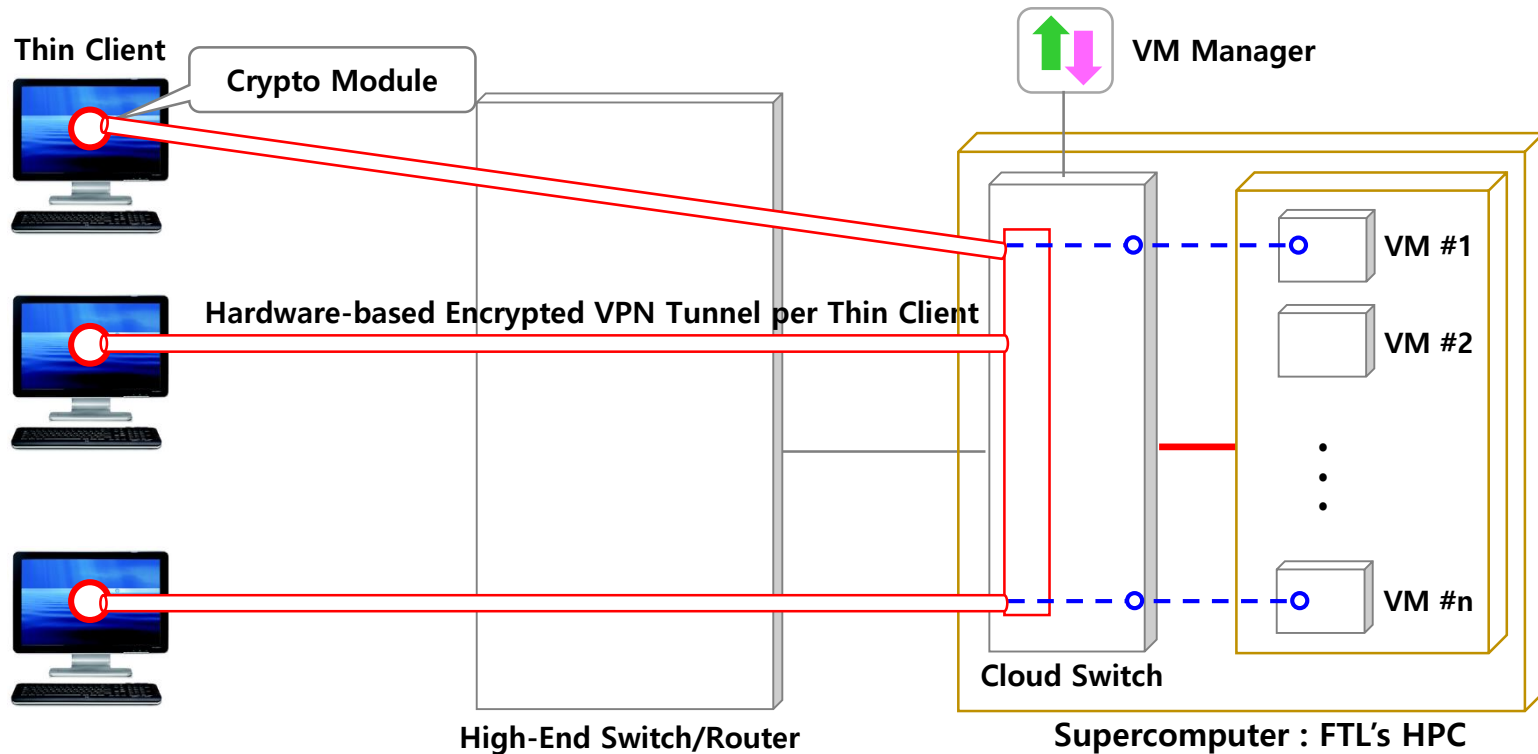 Thin Client
Crypto Module
VM Manager
VM #1
Hardware-based Encrypted VPN Tunnel per Thin Client
VM #2
VM #n
Cloud Switch
High-End Switch/Router
Supercomputer : FTL's HPC